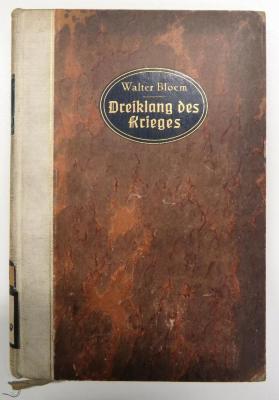 Walter Bloem
Dreiklang des
Krieges